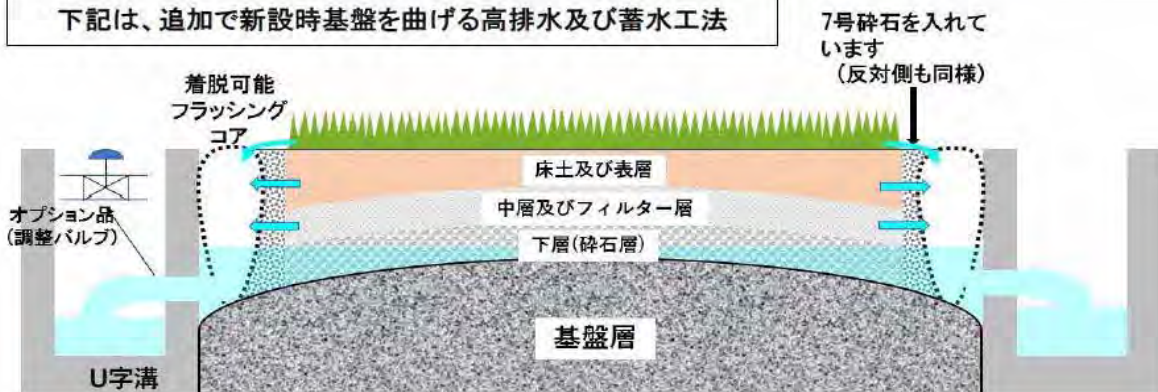 下記は、追加で新設時基盤を曲げる高排水及び蓄水工法
7号砕石を入れて
います
(反対側も同様)
着脱可能
フラッシング
コア
床土及び表層
中層及びフィルター層
オプション品
(調整バルブ)
下層(砕石層)
基盤層
U字溝